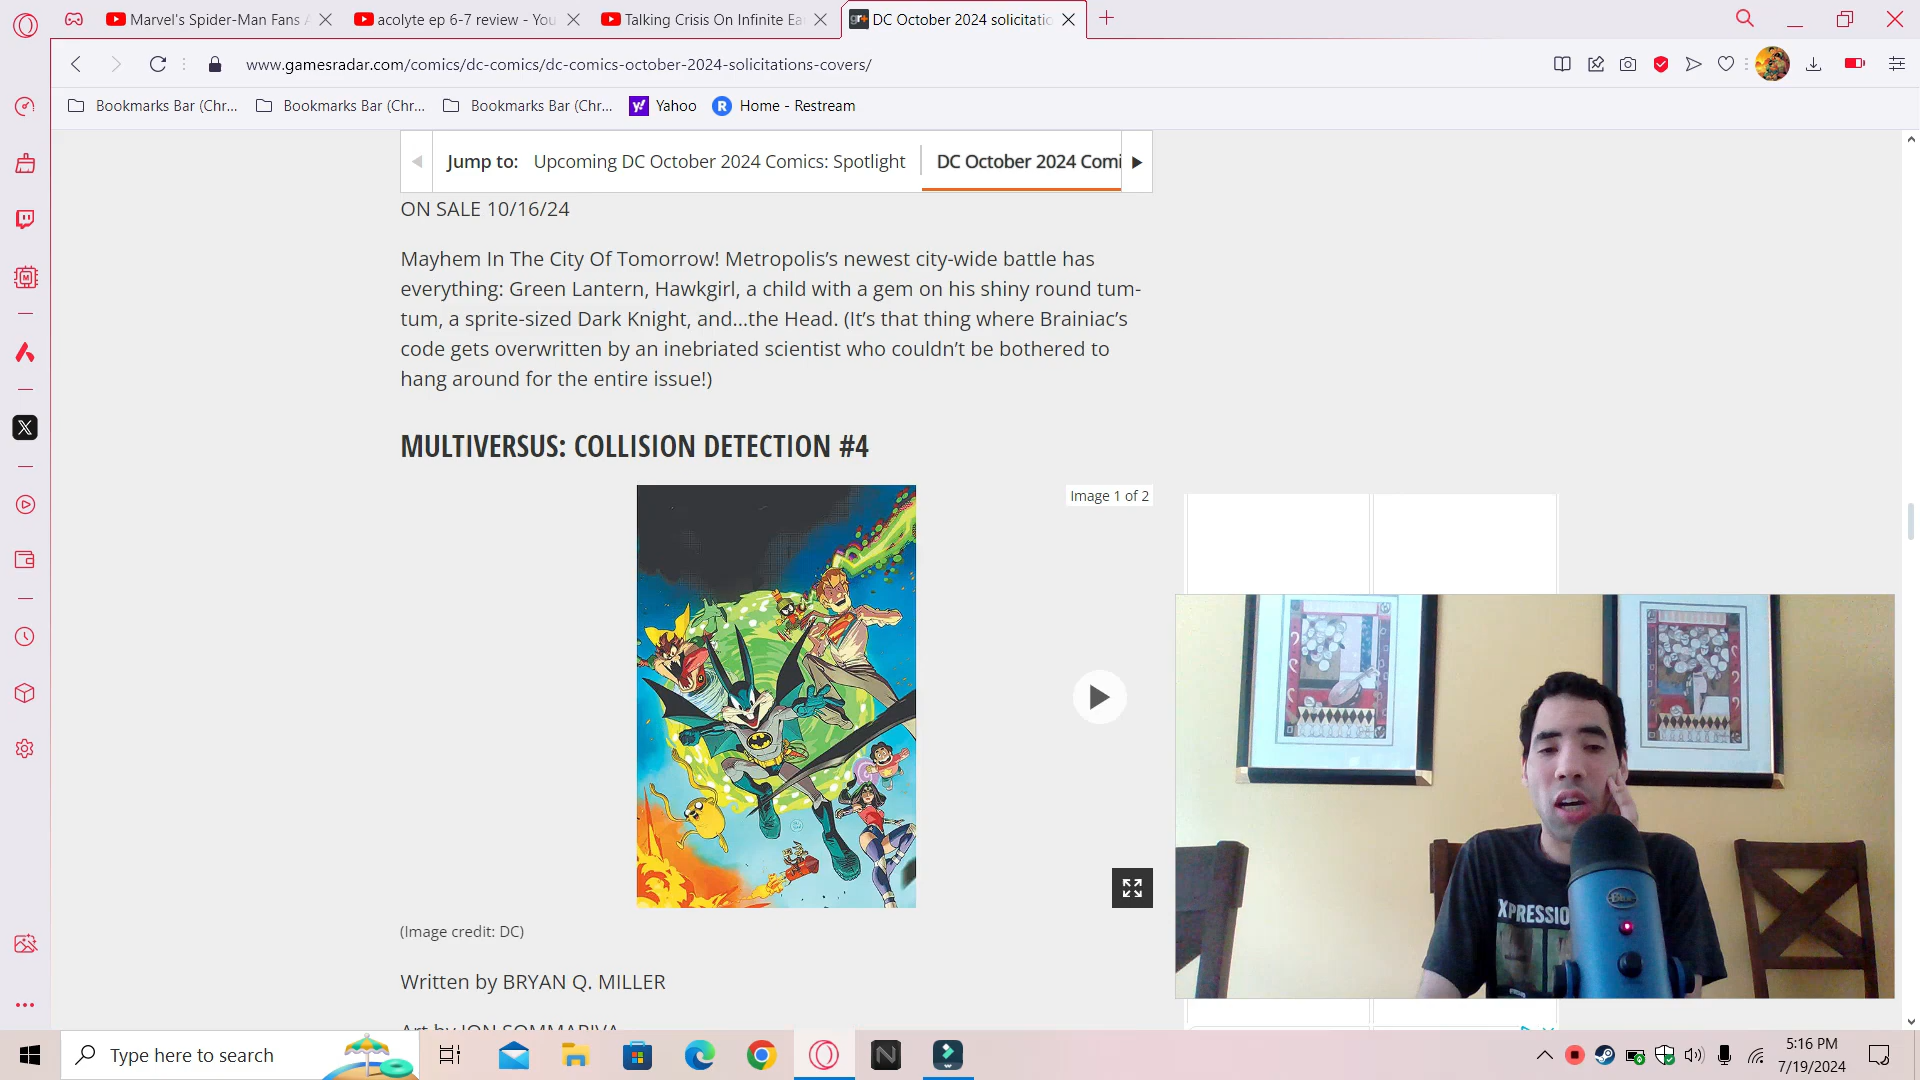 Marvel's Spider-Man Fans
acolyte ep 6-7 review - You
Talking Crisis On Infinite Ea
gr+ DC October 2024 solicitatio
www.gamesradar.com/comics/dc-comics/dc-comics-october-2024-solicitations-covers/
Bookmarks Bar (Chr...
Bookmarks Bar (Chr...
Bookmarks Bar (Chr...
Yahoo
R Home - Restream
Jump to: Upcoming DC October 2024 Comics: Spotlight DC October 2024 Comi
ON SALE 10/16/24
Mayhem In The City Of Tomorrow! Metropolis’s newest city-wide battle has
everything: Green Lantern, Hawkgirl, a child with a gem on his shiny round tum-
tum, a sprite-sized Dark Knight, and…the Head. (It’s that thing where Brainiac’s
code gets overwritten by an inebriated scientist who couldn’t be bothered to
hang around for the entire issue!)
MULTIVERSUS: COLLISION DETECTION #4
Image 1 of 2
(Image credit: DC)
Written by BRYAN Q. MILLER
Art by JON SOMMARIVA
XPRESSIO
Type here to search
5:16 PM
7/19/2024